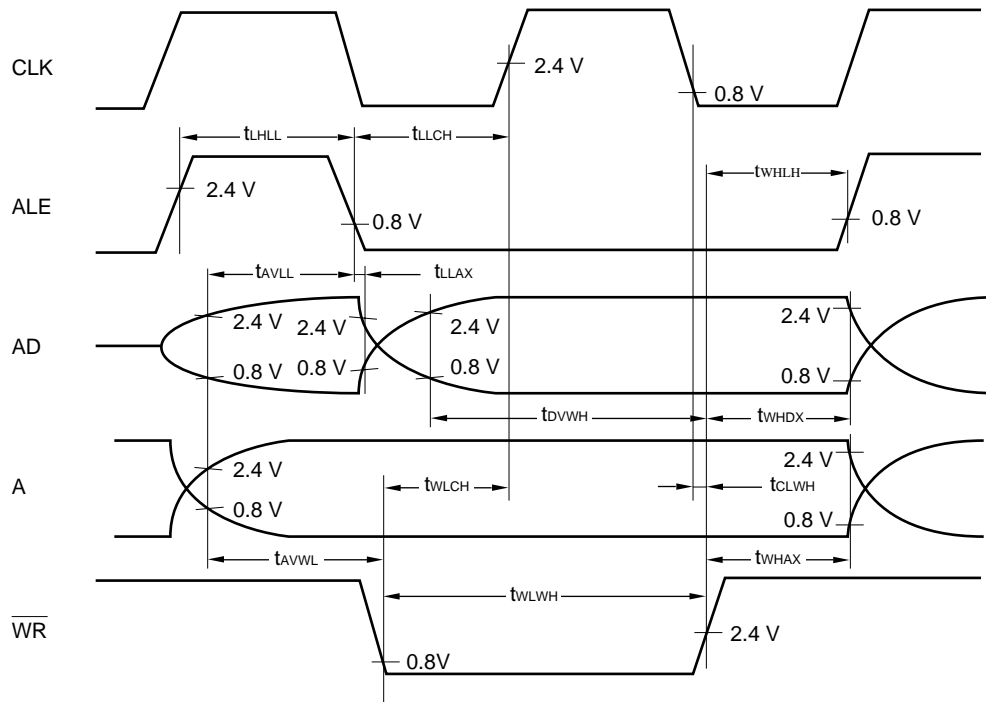 CLK
2.4 V
0.8 V
tLHLL
tLLCH
tWHLH
ALE
2.4 V
0.8 V
0.8 V
tAVLL
tLLAX
AD
2.4 V
2.4 V
2.4 V
2.4 V
0.8 V
0.8 V
0.8 V
0.8 V
tDVWH
tWHDX
A
2.4 V
2.4 V
tWLCH
tCLWH
0.8 V
0.8 V
tAVWL
tWHAX
tWLWH
WR
2.4 V
0.8V